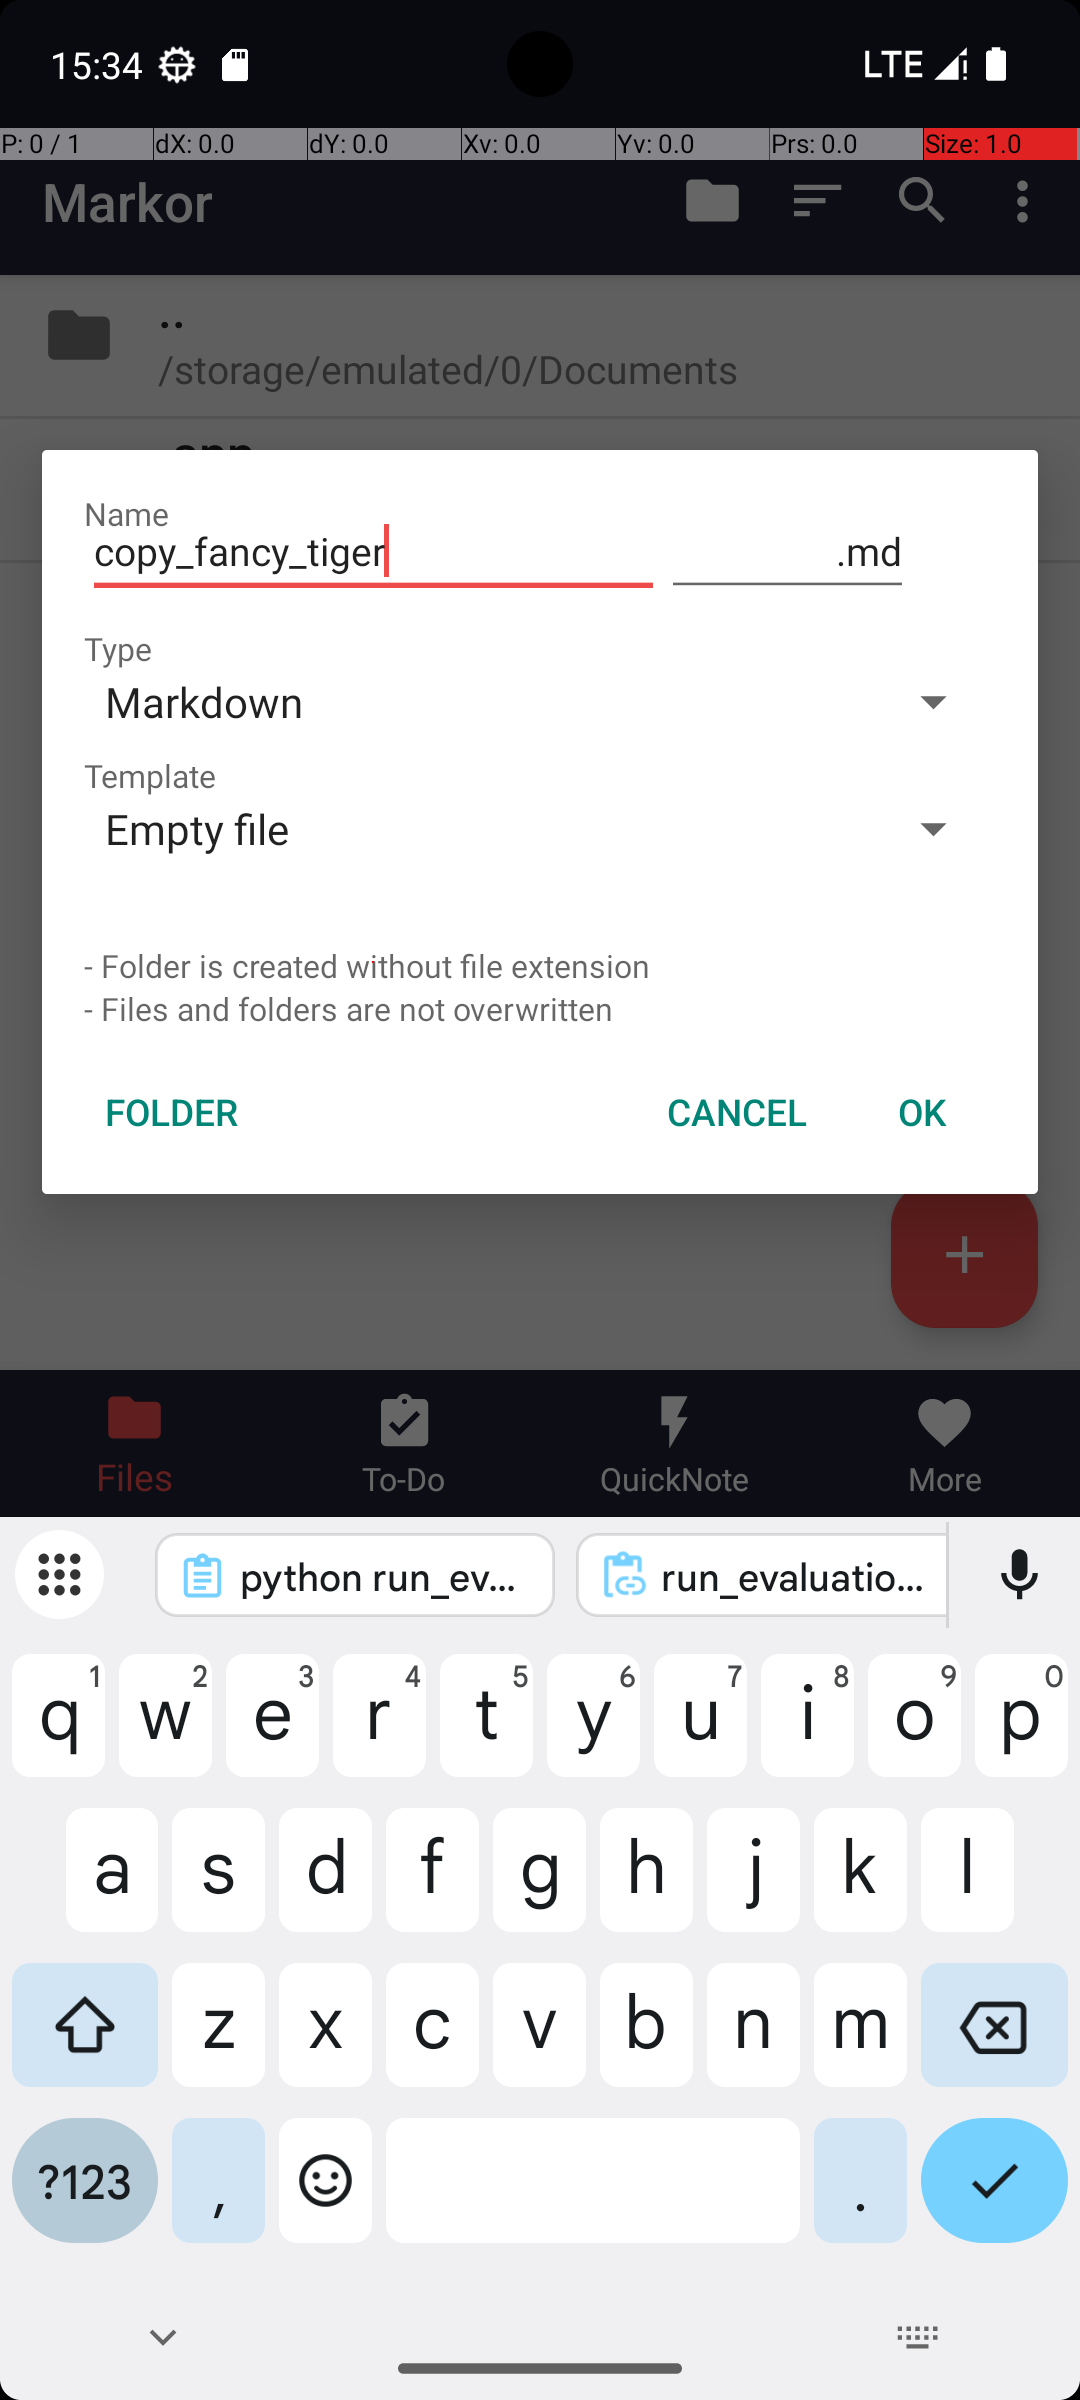 15:34
LTE
P: 0 / 1
dX: 0.0
dY: 0.0
Xv: 0.0
Yv: 0.0
Prs: 0.0
Size: 1.0
Markor
..
/storage/emulated/0/Documents
Name
copy_fancy_tiger
.md
Type
Markdown
Template
Empty file
- Folder is created without file extension
- Files and folders are not overwritten
FOLDER
CANCEL
OK
Files
To-Do
QuickNote
More
python run_ev...
run_evaluatio...
q 1 w 2 e 3 r 4 t 5 y 6 u 7 i 8 o 9 p 0
a s d f g h j k l
z x c v b n m
?123 , .